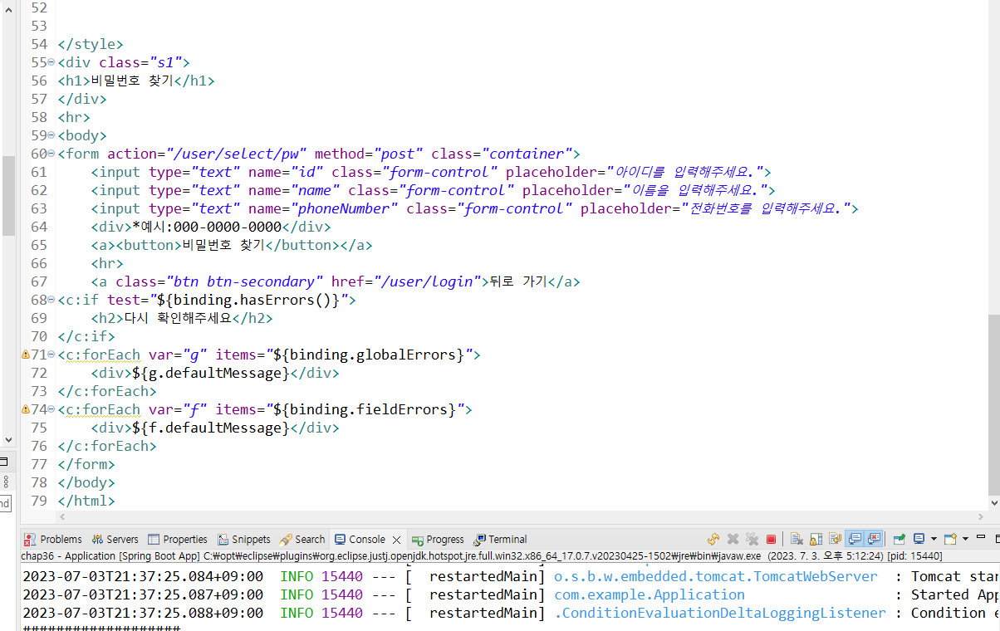 52
53
54 </style>
55 <div class="s1">
56 <h1>비밀번호 찾기</h1>
57 </div>
58 <hr>
59 <body>
60 <form action="/user/select/pw" method="post" class="container">
61     <input type="text" name="id" class="form-control" placeholder="아이디를 입력해주세요.">
62     <input type="text" name="name" class="form-control" placeholder="이름을 입력해주세요.">
63     <input type="text" name="phoneNumber" class="form-control" placeholder="전화번호를 입력해주세요.">
64     <div>*예시:000-0000-0000</div>
65     <a><button>비밀번호 찾기</button></a>
66     <hr>
67     <a class="btn btn-secondary" href="/user/login">뒤로 가기</a>
68 <c:if test="${binding.hasErrors()}">
69     <h2>다시 확인해주세요</h2>
70 </c:if>
71 <c:forEach var="g" items="${binding.globalErrors}">
72     <div>${g.defaultMessage}</div>
73 </c:forEach>
74 <c:forEach var="f" items="${binding.fieldErrors}">
75     <div>${f.defaultMessage}</div>
76 </c:forEach>
77 </form>
78 </body>
79 </html>
nd
Problems Servers Properties Snippets Search Console Progress Terminal
chap36 - Application [Spring Boot App] C:₩opt₩eclipse₩plugins₩org.eclipse.justj.openjdk.hotspot.jre.full.win32.x86_64_17.0.7.v20230425-1502₩jre₩bin₩javaw.exe (2023. 7. 3. 오후 5:12:24) [pid: 15440]
2023-07-03T21:37:25.084+09:00  INFO 15440 --- [  restartedMain] o.s.b.w.embedded.tomcat.TomcatWebServer  : Tomcat star
2023-07-03T21:37:25.087+09:00  INFO 15440 --- [  restartedMain] com.example.Application                  : Started App
2023-07-03T21:37:25.088+09:00  INFO 15440 --- [  restartedMain] .ConditionEvaluationDeltaLoggingListener : Condition e
###################